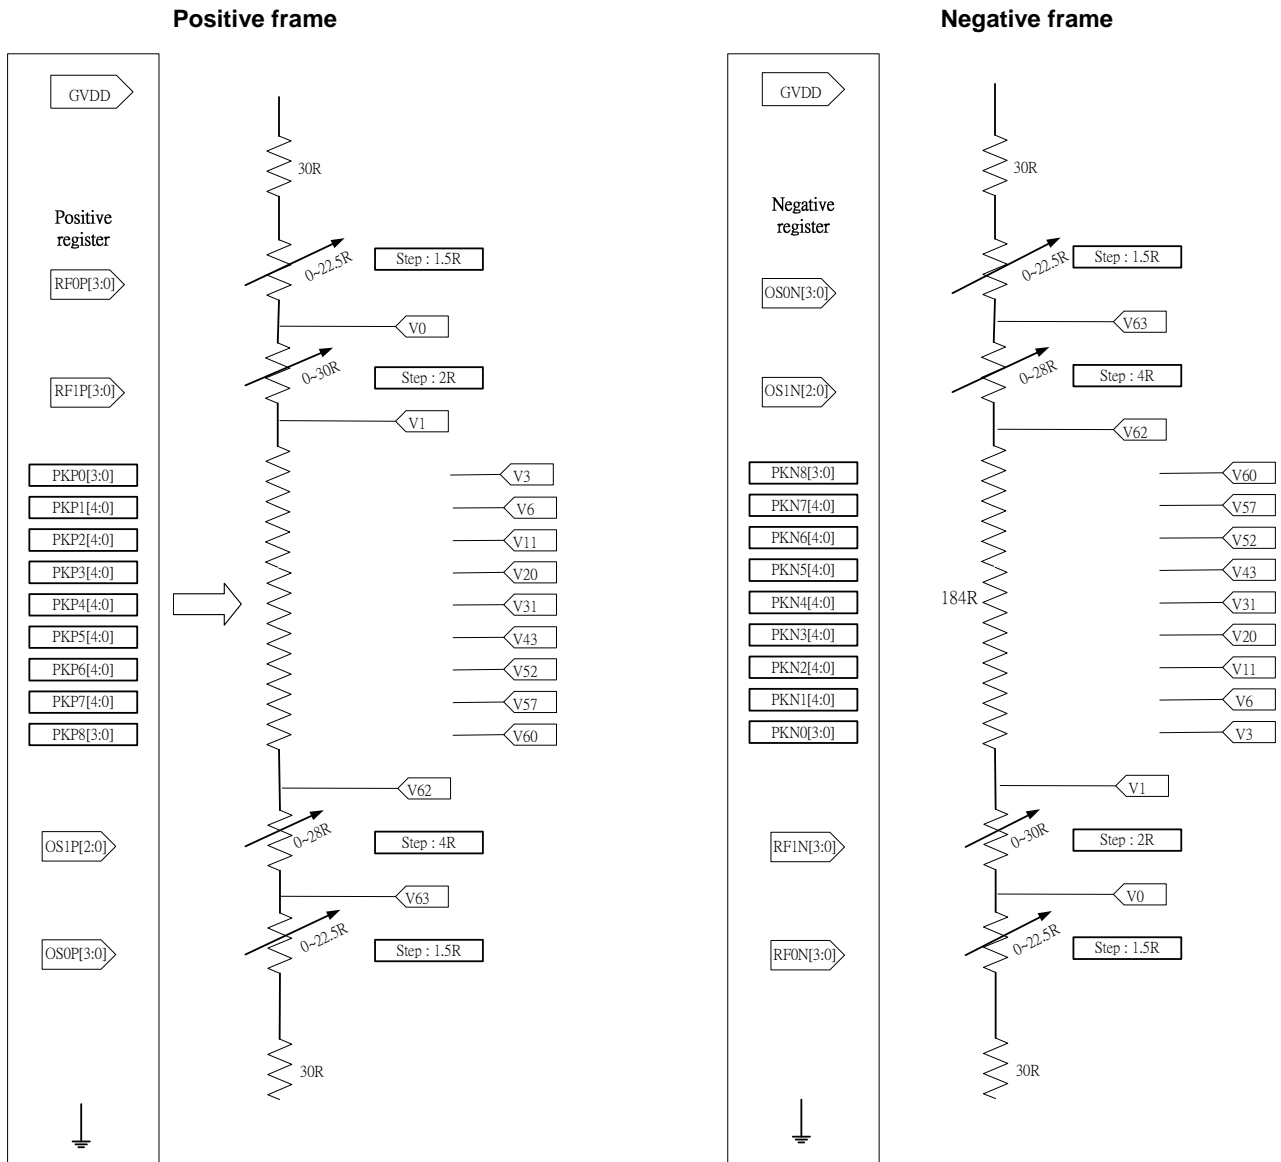 Positive frame
GVDD
30R
Positive
register
0~22.5R
Step : 1.5R
RF0P[3:0]
V0
0~30R
Step : 2R
RF1P[3:0]
V1
PKP0[3:0]
V3
PKP1[4:0]
V6
PKP2[4:0]
V11
PKP3[4:0]
V20
PKP4[4:0]
V31
PKP5[4:0]
V43
PKP6[4:0]
V52
PKP7[4:0]
V57
PKP8[3:0]
V60
V62
OS1P[2:0]
0~28R
Step : 4R
V63
OS0P[3:0]
0~22.5R
Step : 1.5R
30R
Negative frame
GVDD
30R
Negative
register
0~22.5R
Step : 1.5R
OS0N[3:0]
V63
0~28R
Step : 4R
OS1N[2:0]
V62
PKN8[3:0]
V60
PKN7[4:0]
V57
PKN6[4:0]
V52
PKN5[4:0]
V43
PKN4[4:0]
184R
V31
PKN3[4:0]
V20
PKN2[4:0]
V11
PKN1[4:0]
V6
PKN0[3:0]
V3
V1
RF1N[3:0]
0~30R
Step : 2R
V0
RF0N[3:0]
0~22.5R
Step : 1.5R
30R